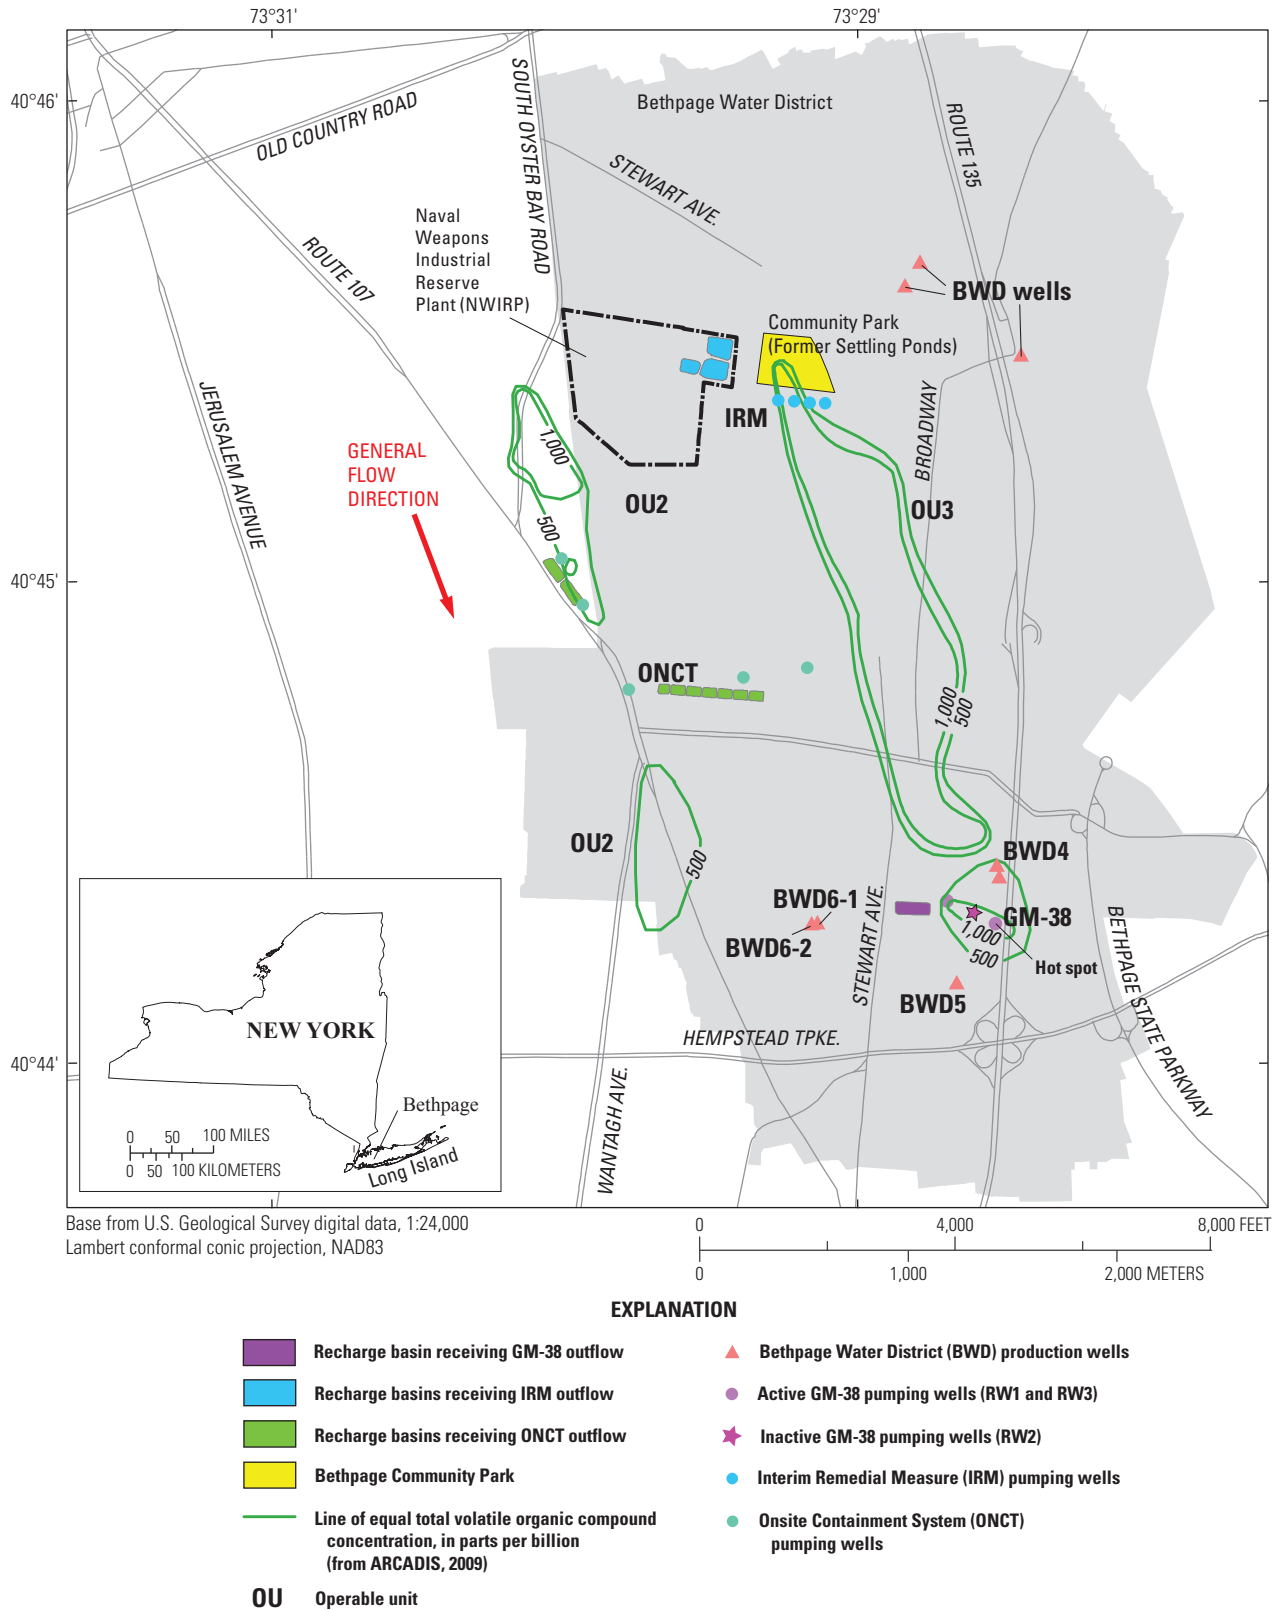 73°31'
73°29'
40°46'
40°45'
40°44'
Bethpage Water District
OLD COUNTRY ROAD
SOUTH OYSTER BAY ROAD
STEWART AVE.
ROUTE 135
ROUTE 107
Naval
Weapons
Industrial
Reserve
Plant (NWIRP)
BWD wells
Community Park
(Former Settling Ponds)
JERUSALEM AVENUE
IRM
BROADWAY
1,000
GENERAL
FLOW
DIRECTION
OU2
OU3
500
ONCT
1,000
500
OU2
500
BWD4
BWD6-1
BWD6-2
GM-38
1,000
500
Hot spot
STEWART AVE.
BWD5
BETHPAGE STATE PARKWAY
HEMPSTEAD TPKE.
WANTAGH AVE.
NEW YORK
Bethpage
Long Island
0 50 100 MILES
0 50 100 KILOMETERS
Base from U.S. Geological Survey digital data, 1:24,000
Lambert conformal conic projection, NAD83
0 4,000 8,000 FEET
0 1,000 2,000 METERS
EXPLANATION
Recharge basin receiving GM-38 outflow
Recharge basins receiving IRM outflow
Recharge basins receiving ONCT outflow
Bethpage Community Park
Line of equal total volatile organic compound
concentration, in parts per billion
(from ARCADIS, 2009)
OU Operable unit
Bethpage Water District (BWD) production wells
Active GM-38 pumping wells (RW1 and RW3)
Inactive GM-38 pumping wells (RW2)
Interim Remedial Measure (IRM) pumping wells
Onsite Containment System (ONCT)
pumping wells